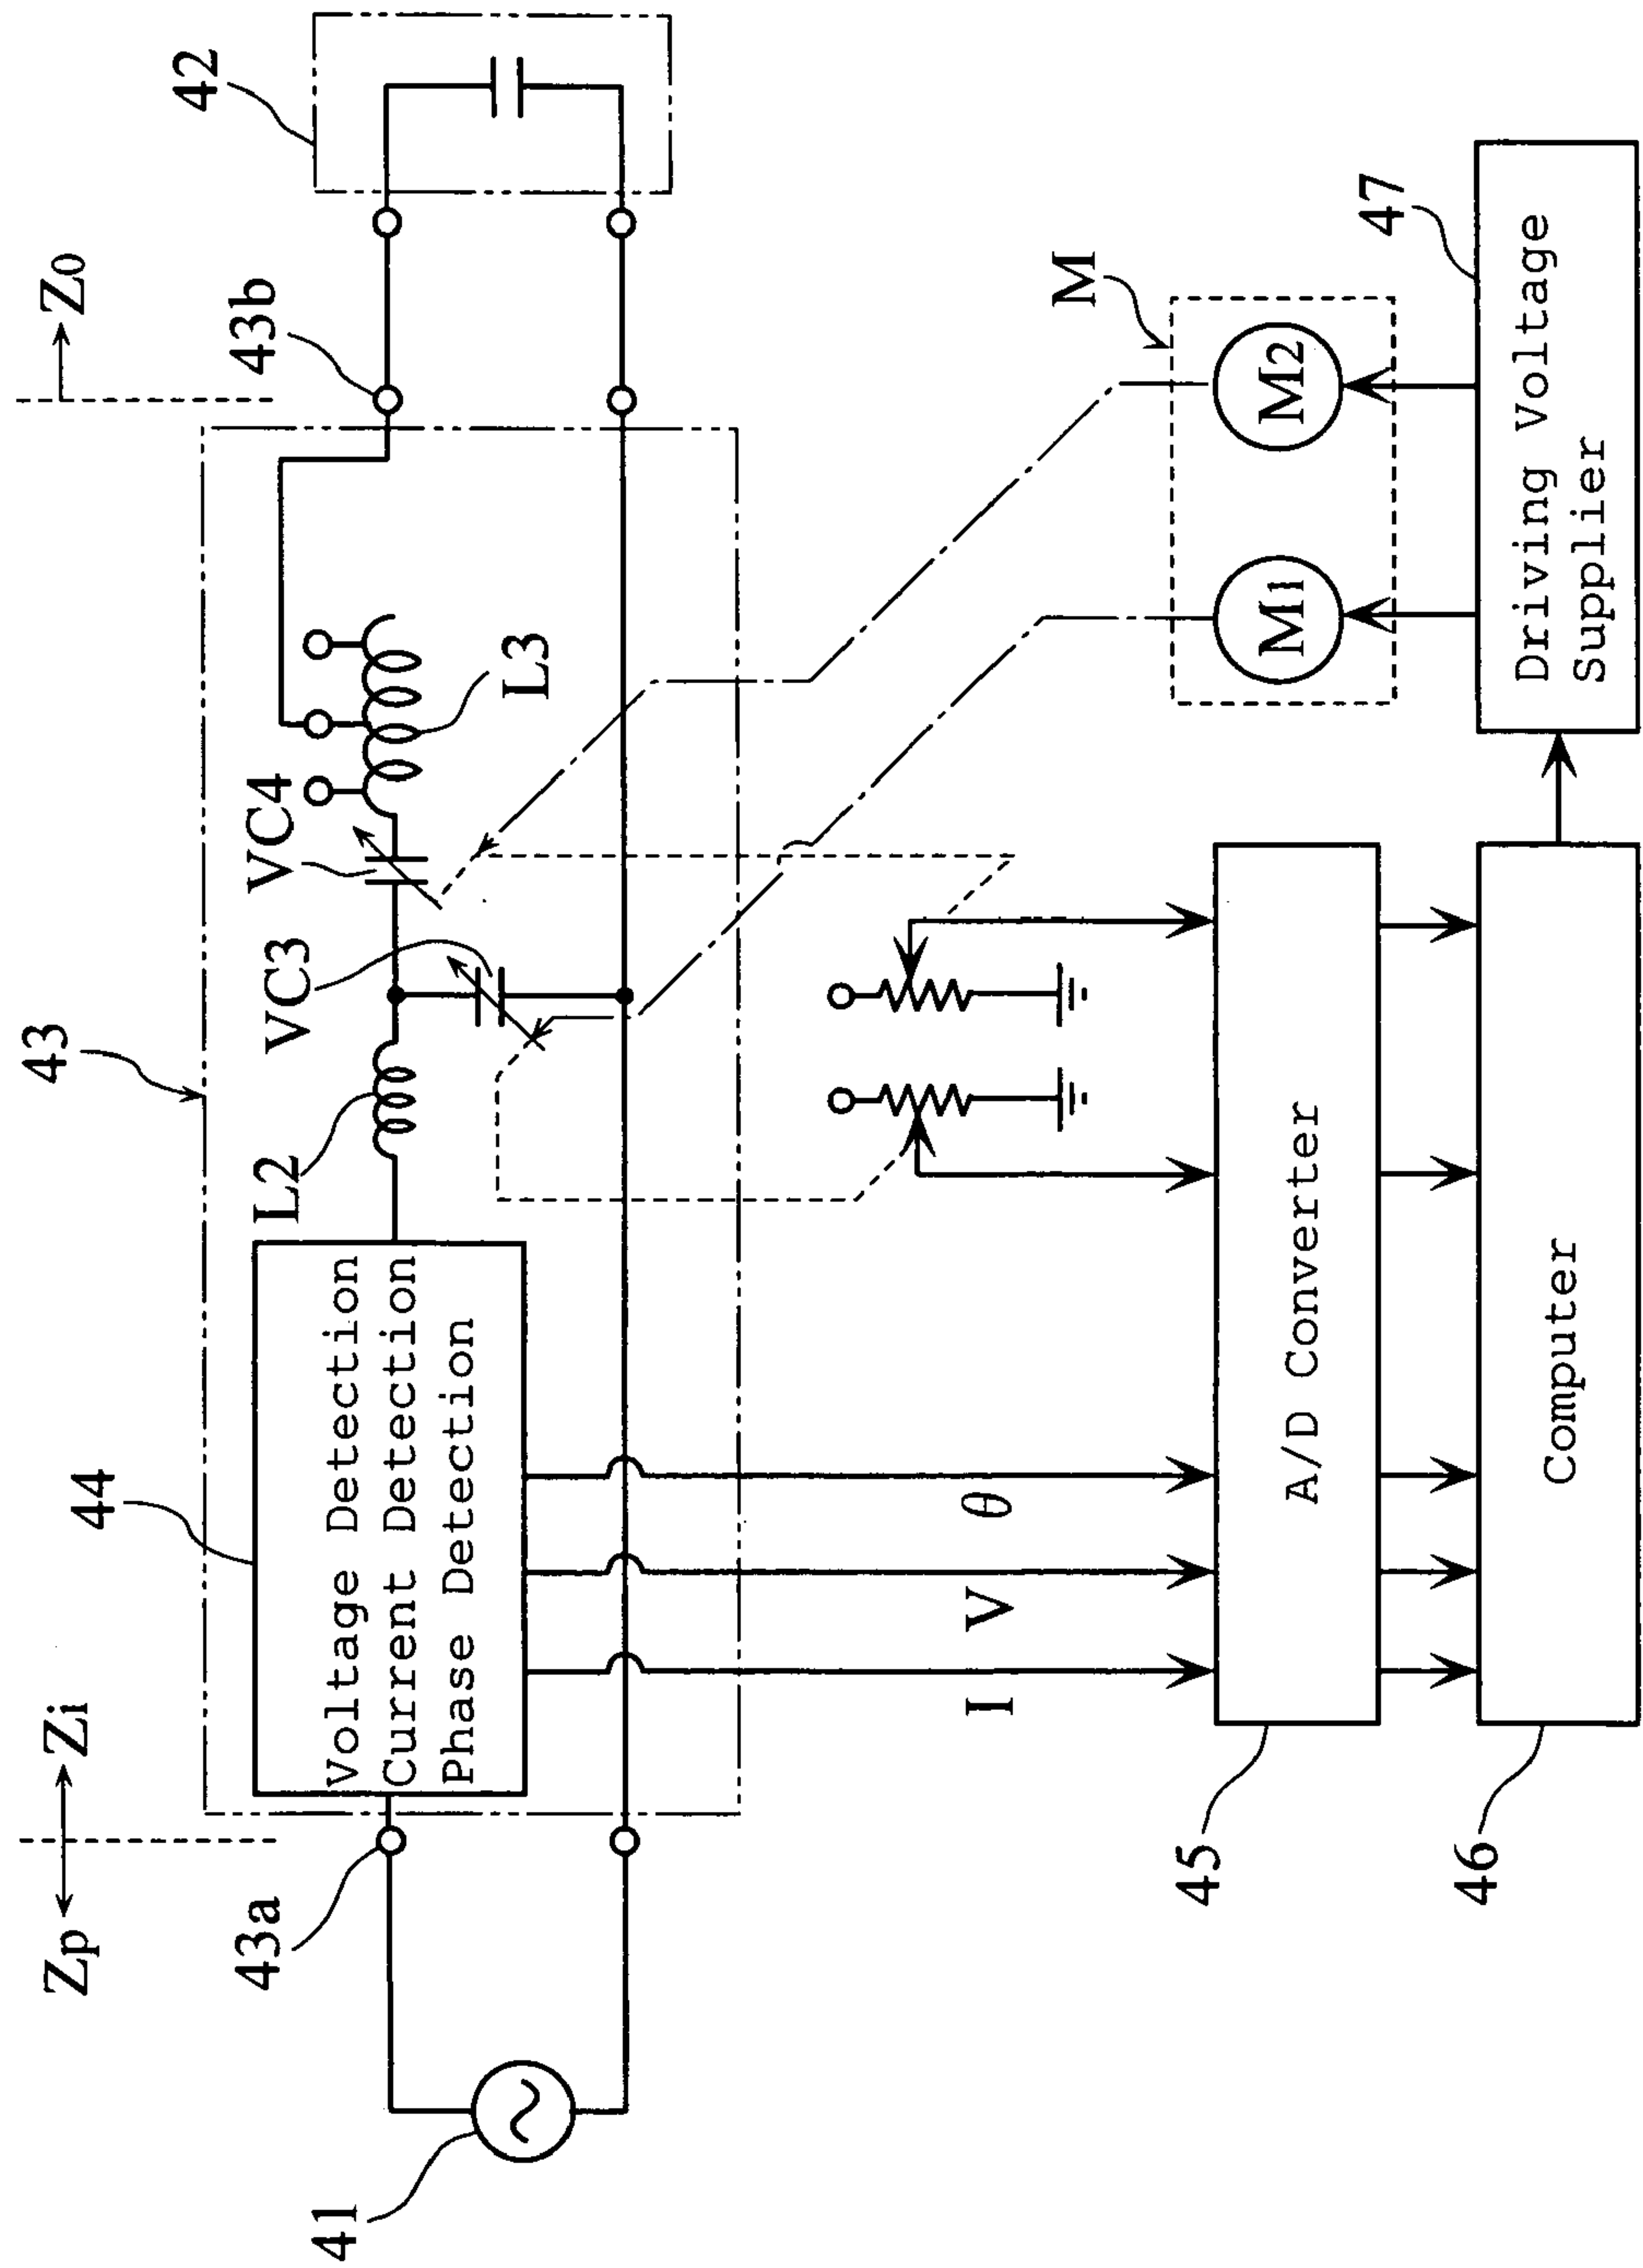 Zp
Zi
Z0
43
42
44
43a
43b
L2
VC3
VC4
L3
Voltage Detection
Current Detection
Phase Detection
41
I
V
θ
M
M1
M2
45
A/D Converter
47
46
Computer
Driving Voltage
Supplier